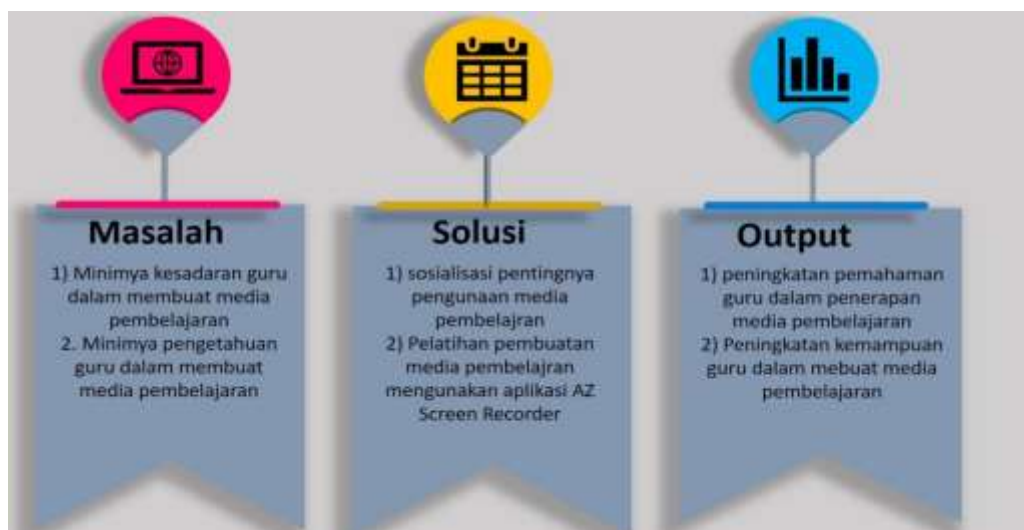 Masalah
1) Minimya kesadaran guru
dalam membuat media
pembelajaran
2. Minimya pengetahuan
guru dalam membuat
media pembelajaran
Solusi
1) sosialisasi pentingnya
pengunaan media
pembelajran
2) Pelatihan pembuatan
media pembelajran
mengunakan aplikasi AZ
Screen Recorder
Output
1) peningkatan pemahaman
guru dalam penerapan
media pembelajaran
2) Peningkatan kemampuan
guru dalam mebuat media
pembelajaran